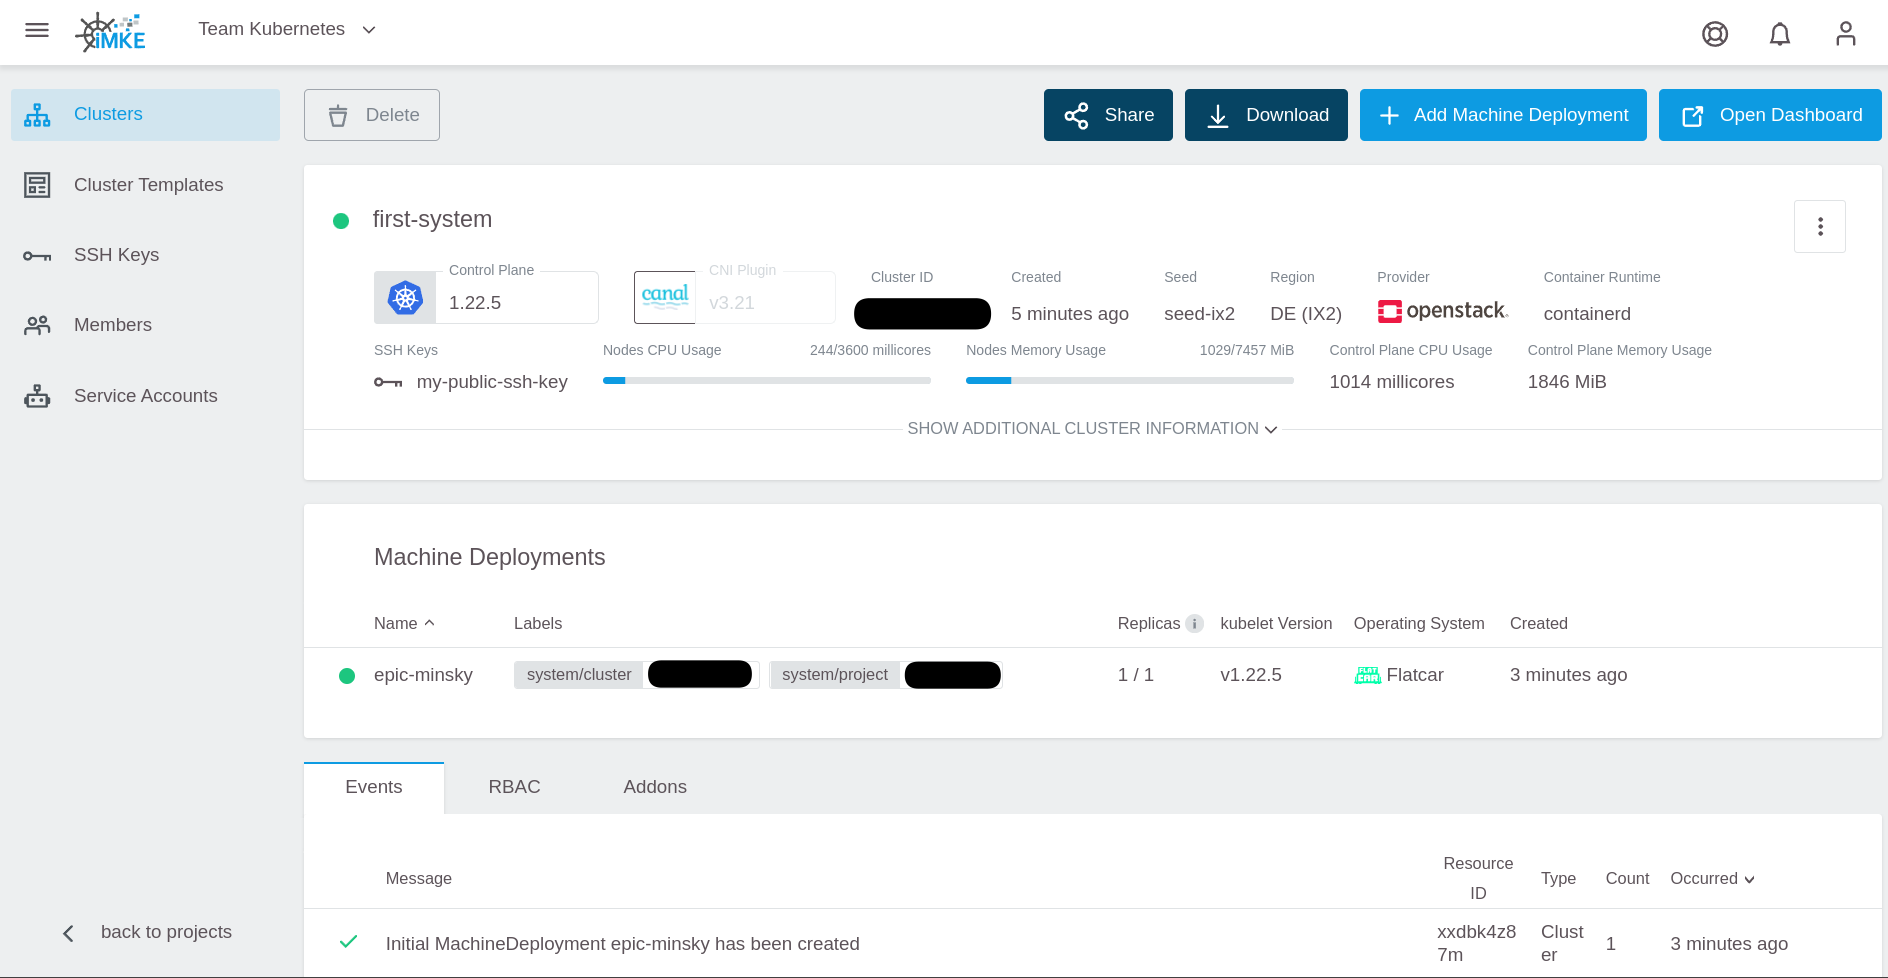 iMKE
Team Kubernetes
Clusters
Cluster Templates
SSH Keys
Members
Service Accounts
back to projects
Delete
Share
Download
Add Machine Deployment
Open Dashboard
first-system
Control Plane
1.22.5
canal
CNI Plugin
v3.21
Cluster ID
Created
5 minutes ago
Seed
seed-ix2
Region
DE (IX2)
Provider
openstack
Container Runtime
containerd
SSH Keys
my-public-ssh-key
Nodes CPU Usage 244/3600 millicores
Nodes Memory Usage 1029/7457 MiB
Control Plane CPU Usage
1014 millicores
Control Plane Memory Usage
1846 MiB
SHOW ADDITIONAL CLUSTER INFORMATION
Machine Deployments
Name Labels Replicas kubelet Version Operating System Created
epic-minsky system/cluster system/project 1 / 1 v1.22.5 FLAT CAR Flatcar 3 minutes ago
Events RBAC Addons
Message Resource ID Type Count Occurred
Initial MachineDeployment epic-minsky has been created xxdbk4z87m Cluster 1 3 minutes ago